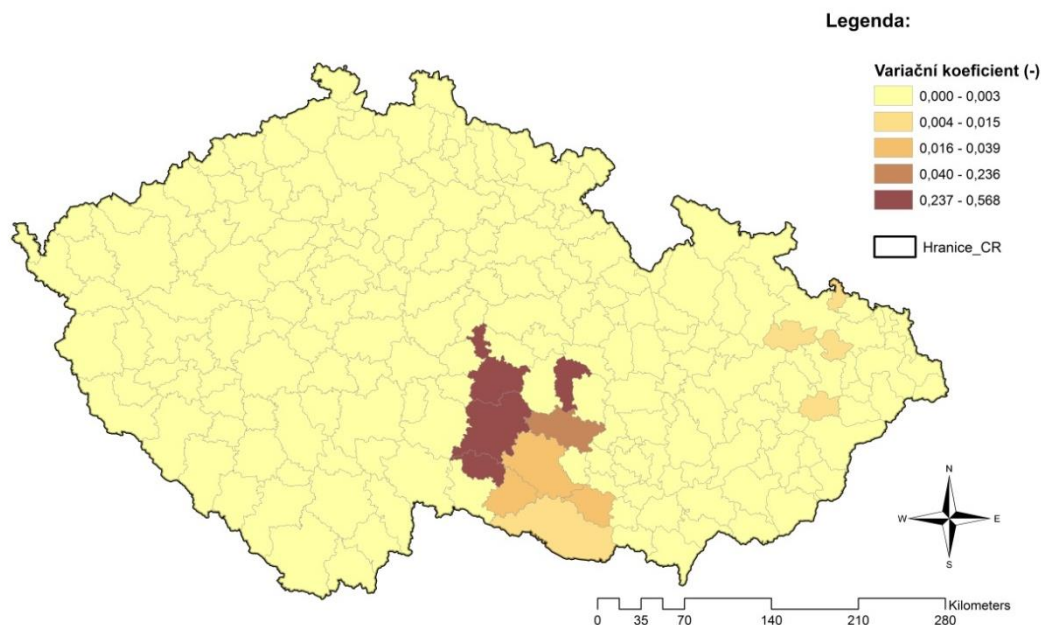 Legenda:
Variační koeficient (-)
0,000 - 0,003
0,004 - 0,015
0,016 - 0,039
0,040 - 0,236
0,237 - 0,568
Hranice_CR
N
W E
S
Kilometers
0 35 70 140 210 280